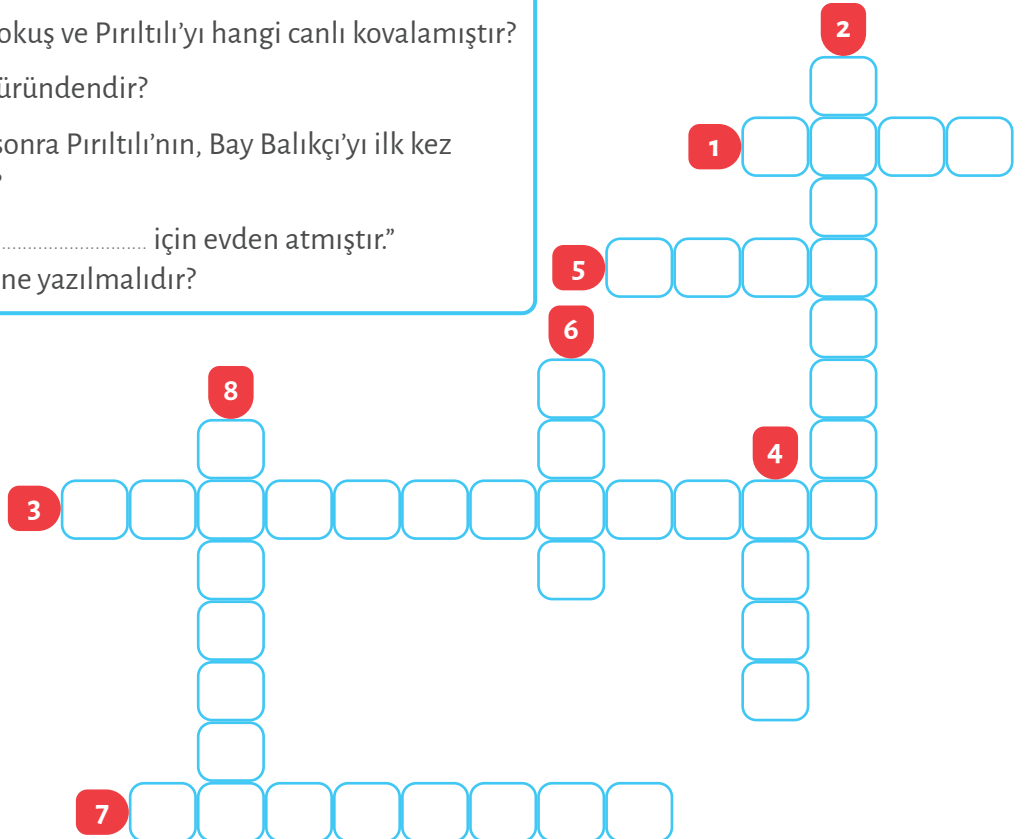 okuş ve Pırıltılı’yı hangi canlı kovalamıştır?
üründendir?
sonra Pırıltılı’nın, Bay Balıkçı’yı ilk kez
?
........................... için evden atmıştır.”
ne yazılmalıdır?
2
1
5
6
8
4
3
7